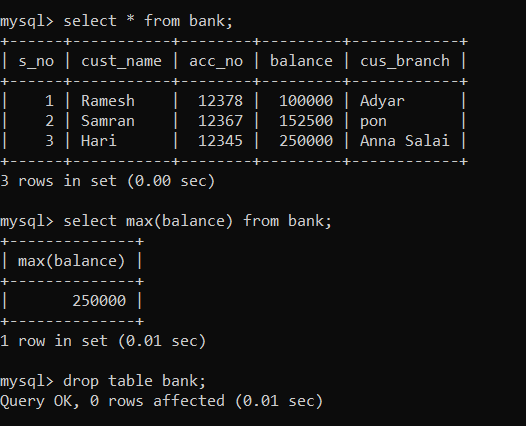 mysql> select * from bank;
+------+-----------+--------+---------+------------+
| s_no | cust_name | acc_no | balance | cus_branch |
+------+-----------+--------+---------+------------+
|    1 | Ramesh    |  12378 |  100000 | Adyar      |
|    2 | Samran    |  12367 |  152500 | pon        |
|    3 | Hari      |  12345 |  250000 | Anna Salai |
+------+-----------+--------+---------+------------+
3 rows in set (0.00 sec)

mysql> select max(balance) from bank;
+--------------+
| max(balance) |
+--------------+
|       250000 |
+--------------+
1 row in set (0.01 sec)

mysql> drop table bank;
Query OK, 0 rows affected (0.01 sec)